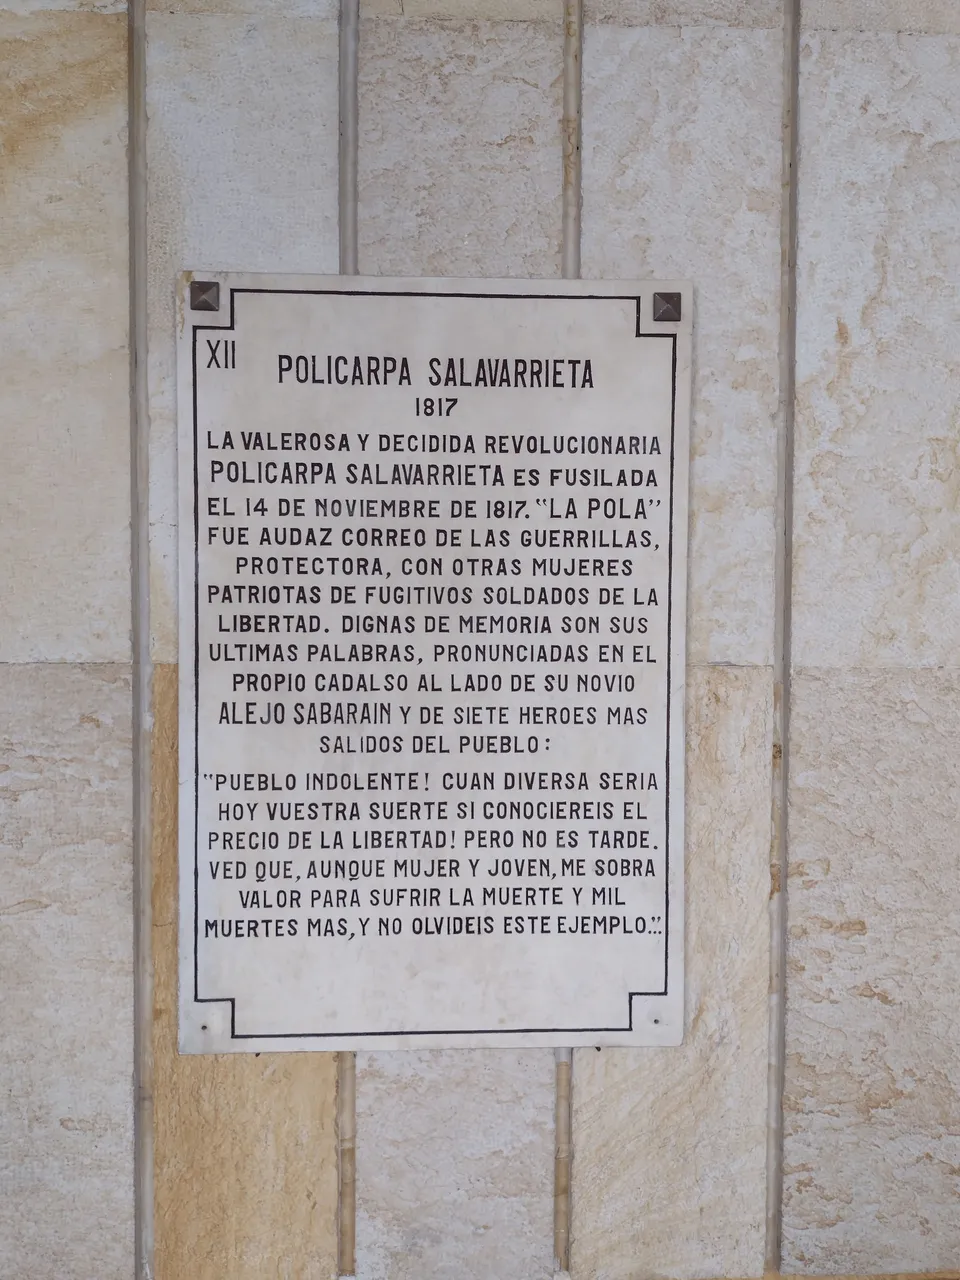 XII
POLICARPA SALAVARRIETA
1817
LA VALEROSA Y DECIDIDA REVOLUCIONARIA
POLICARPA SALAVARRIETA ES FUSILADA
EL 14 DE NOVIEMBRE DE 1817. "LA POLA"
FUE AUDAZ CORREO DE LAS GUERRILLAS,
PROTECTORA, CON OTRAS MUJERES
PATRIOTAS DE FUGITIVOS SOLDADOS DE LA
LIBERTAD. DIGNAS DE MEMORIA SON SUS
ULTIMAS PALABRAS, PRONUNCIADAS EN EL
PROPIO CADALSO AL LADO DE SU NOVIO
ALEJO SABARAIN Y DE SIETE HEROES MAS
SALIDOS DEL PUEBLO:
"PUEBLO INDOLENTE! CUAN DIVERSA SERIA
HOY VUESTRA SUERTE SI CONOCIEREIS EL
PRECIO DE LA LIBERTAD! PERO NO ES TARDE.
VED QUE, AUNQUE MUJER Y JOVEN, ME SOBRA
VALOR PARA SUFRIR LA MUERTE Y MIL
MUERTES MAS, Y NO OLVIDEIS ESTE EJEMPLO..."